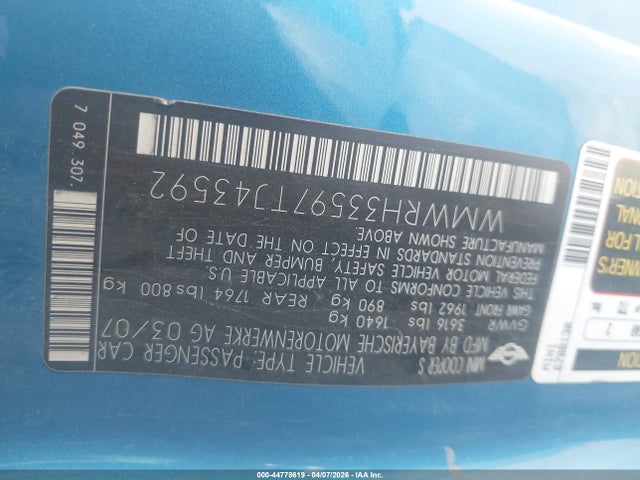 MINI COOPER S
VEHICLE TYPE: PASSENGER CAR
MFD BY BAYERISCHE MOTORENWERKE AG 03/07
GVWR 3616 lbs 1640 kg
GAWR FRONT 1962 lbs 890 kg REAR 1764 lbs 800 kg
THIS VEHICLE CONFORMS TO ALL APPLICABLE U.S.
FEDERAL MOTOR VEHICLE SAFETY, BUMPER AND THEFT
PREVENTION STANDARDS IN EFFECT ON THE DATE OF
MANUFACTURE SHOWN ABOVE.
WMWRH33597TJ43592
7 049 307.
000-44778619 - 04/07/2026 - IAAI.COM